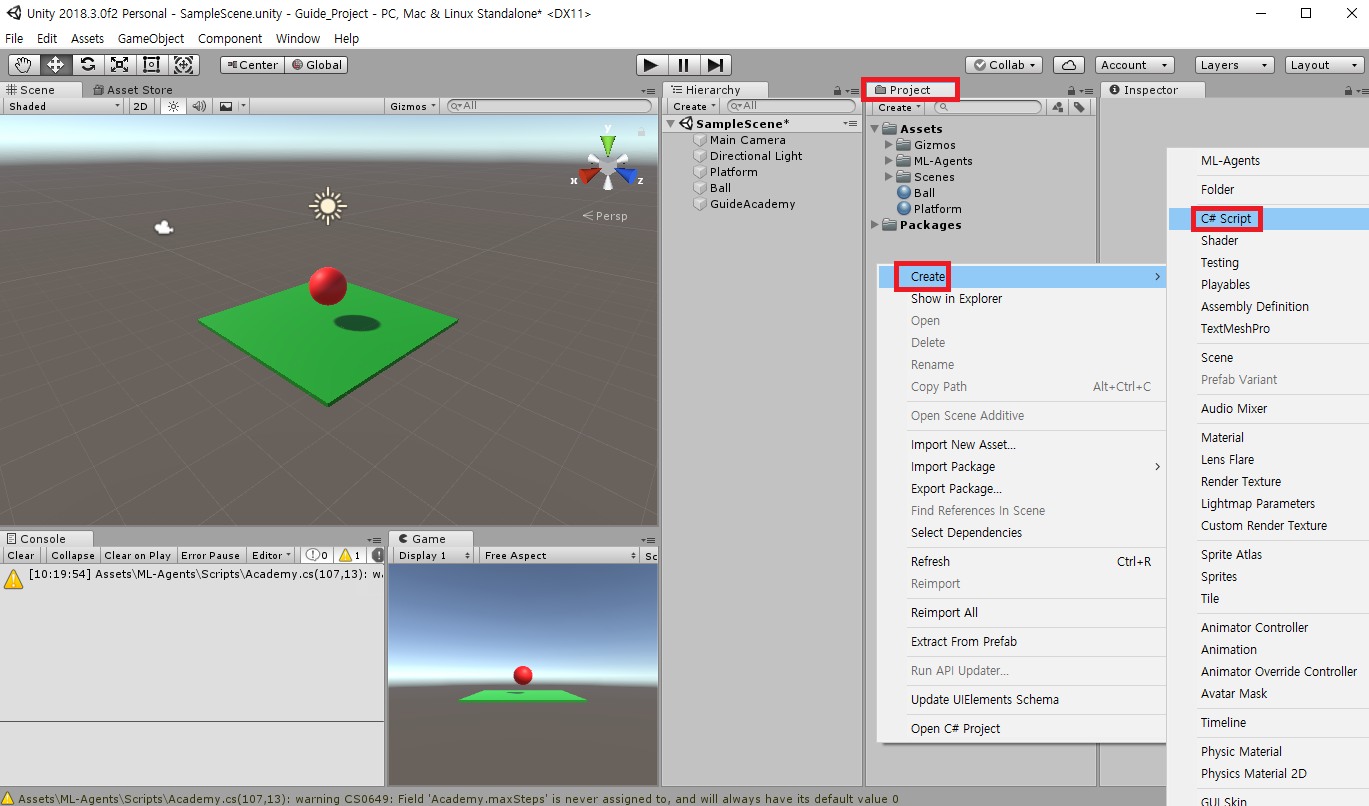 Unity 2018.3.0f2 Personal - SampleScene.unity - Guide_Project - PC, Mac & Linux Standalone* <DX11>
File Edit Assets GameObject Component Window Help
Center Global Collab Account Layers Layout
Scene Asset Store
Shaded 2D Gizmos All
y
x z
Persp
Hierarchy
Create All
SampleScene*
Main Camera
Directional Light
Platform
Ball
GuideAcademy
Project
Create
Assets
Gizmos
ML-Agents
Scenes
Ball
Platform
Packages
Inspector
Create
Show in Explorer
Open
Delete
Rename
Copy Path Alt+Ctrl+C
Open Scene Additive
Import New Asset...
Import Package
Export Package...
Find References In Scene
Select Dependencies
Refresh Ctrl+R
Reimport
Reimport All
Extract From Prefab
Run API Updater...
Update UIElements Schema
Open C# Project
ML-Agents
Folder
C# Script
Shader
Testing
Playables
Assembly Definition
TextMeshPro
Scene
Prefab Variant
Audio Mixer
Material
Lens Flare
Render Texture
Lightmap Parameters
Custom Render Texture
Sprite Atlas
Sprites
Tile
Animator Controller
Animation
Animator Override Controller
Avatar Mask
Timeline
Physic Material
Physics Material 2D
GUI Skin
Console
Clear Collapse Clear on Play Error Pause Editor 0 1
[10:19:54] Assets\ML-Agents\Scripts\Academy.cs(107,13): wa
Game
Display 1 Free Aspect Sc
Assets\ML-Agents\Scripts\Academy.cs(107,13): warning CS0649: Field 'Academy.maxSteps' is never assigned to, and will always have its default value 0